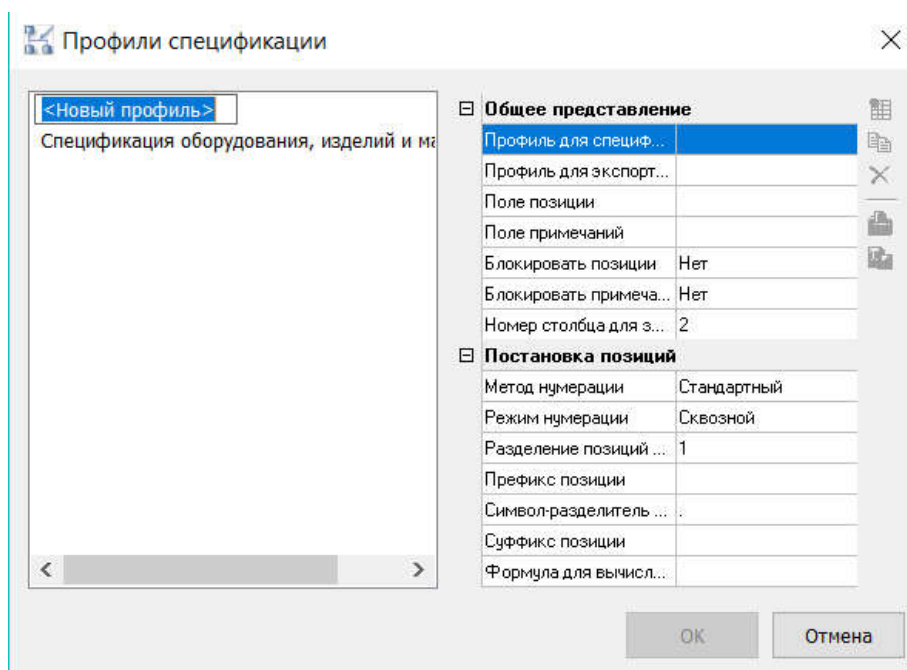 Профили спецификации
<Новый профиль>
Спецификация оборудования, изделий и ма
Общее представление
Профиль для специф...
Профиль для экспорт...
Поле позиции
Поле примечаний
Блокировать позиции Нет
Блокировать примеча... Нет
Номер столбца для з... 2
Постановка позиций
Метод нумерации Стандартный
Режим нумерации Сквозной
Разделение позиций ... 1
Префикс позиции
Символ-разделитель ... .
Суффикс позиции
Формула для вычисл...
OK Отмена